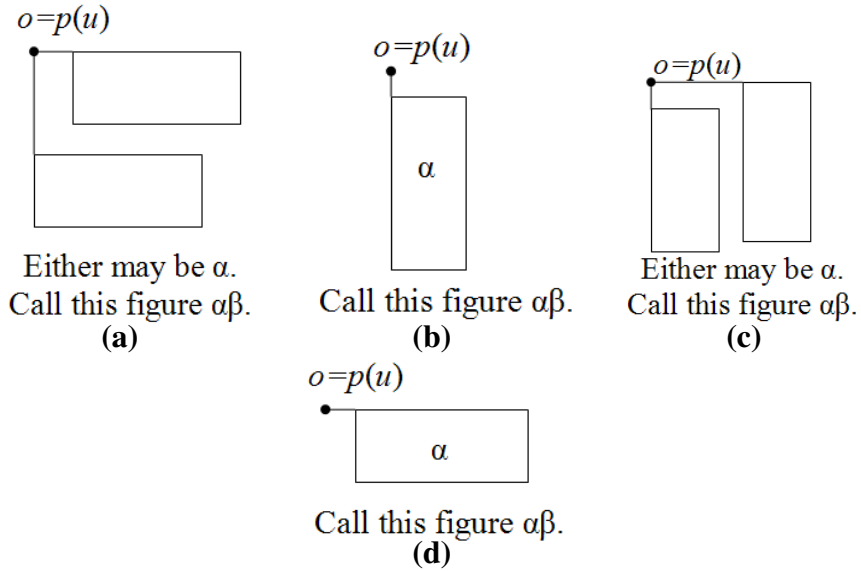 o=p(u)
Either may be α.
Call this figure αβ.
(a)
o=p(u)
α
Call this figure αβ.
(b)
o=p(u)
Either may be α.
Call this figure αβ.
(c)
o=p(u)
α
Call this figure αβ.
(d)